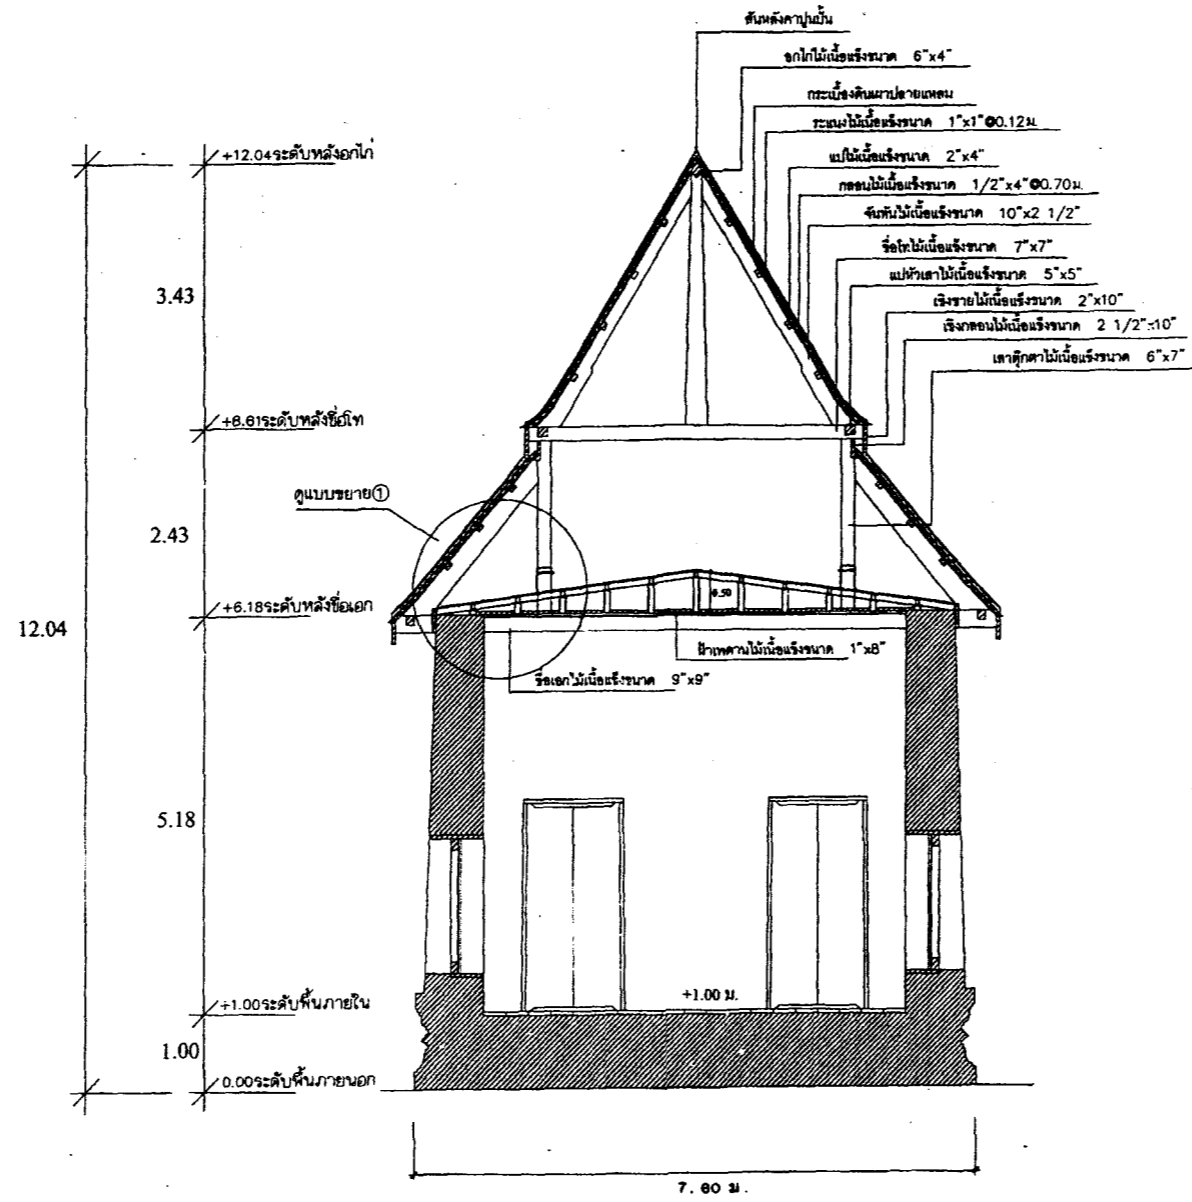 สันหลังคาปูนปั้น
อกไก่ไม้เนื้อแข็งขนาด 6"x4"
กระเบื้องดินเผาปลายแหลม
ระแนงไม้เนื้อแข็งขนาด 1"x1"@0.12ม.
แปไม้เนื้อแข็งขนาด 2"x4"
กลอนไม้เนื้อแข็งขนาด 1/2"x4"@0.70ม.
จันทันไม้เนื้อแข็งขนาด 10"x2 1/2"
ขื่อโทไม้เนื้อแข็งขนาด 7"x7"
แปหัวเสาไม้เนื้อแข็งขนาด 5"x5"
เชิงชายไม้เนื้อแข็งขนาด 2"x10"
เชิงกลอนไม้เนื้อแข็งขนาด 2 1/2"x10"
เสาตุ๊กตาไม้เนื้อแข็งขนาด 6"x7"
+12.04ระดับหลังอกไก่
3.43
+8.61ระดับหลังขื่อโท
ดูแบบขยาย①
2.43
+6.18ระดับหลังขื่อเอก
12.04
0.50
ฝ้าเพดานไม้เนื้อแข็งขนาด 1"x8"
ขื่อเอกไม้เนื้อแข็งขนาด 9"x9"
5.18
+1.00 ม.
+1.00ระดับพื้นภายใน
1.00
0.00ระดับพื้นภายนอก
7.60 ม.